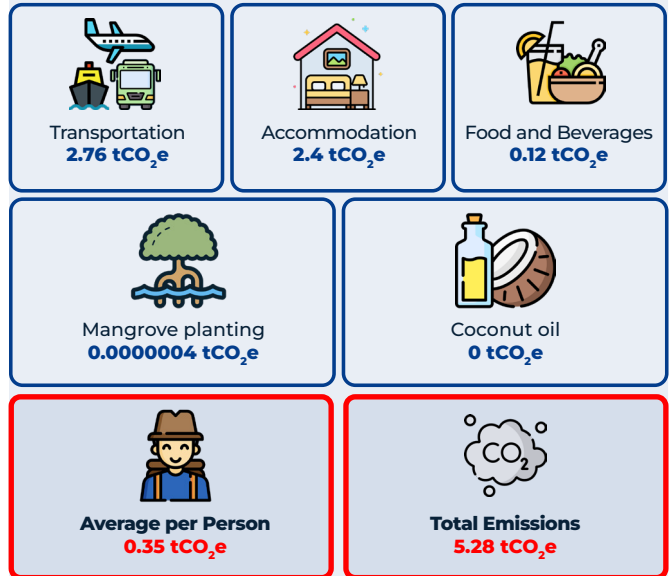 Transportation
2.76 tCO₂e
Accommodation
2.4 tCO₂e
Food and Beverages
0.12 tCO₂e
Mangrove planting
0.0000004 tCO₂e
Coconut oil
0 tCO₂e
CO₂
Average per Person
0.35 tCO₂e
Total Emissions
5.28 tCO₂e